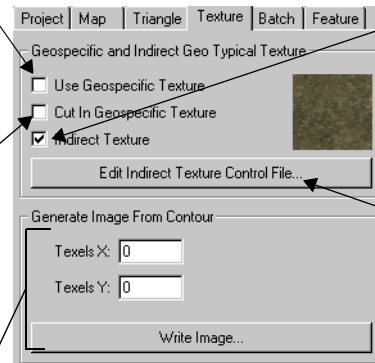 Project Map Triangle Texture Batch Feature
Geospecific and Indirect Geo Typical Texture
Use Geospecific Texture
Cut In Geospecific Texture
Indirect Texture
Edit Indirect Texture Control File...
Generate Image From Contour
Texels X: 0
Texels Y: 0
Write Image...